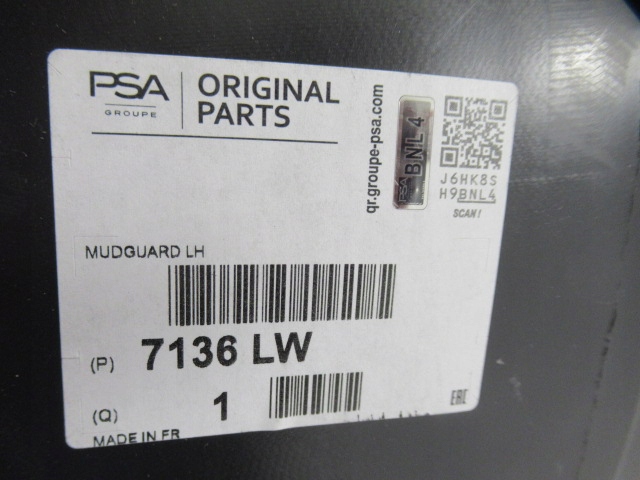 PSA
GROUPE
ORIGINAL
PARTS
qr.groupe-psa.com
PSA
BNL 4
J6HK8S
H9BNL4
SCAN!
MUDGUARD LH
(P) 7136 LW
(Q) 1
MADE IN FR
EAC